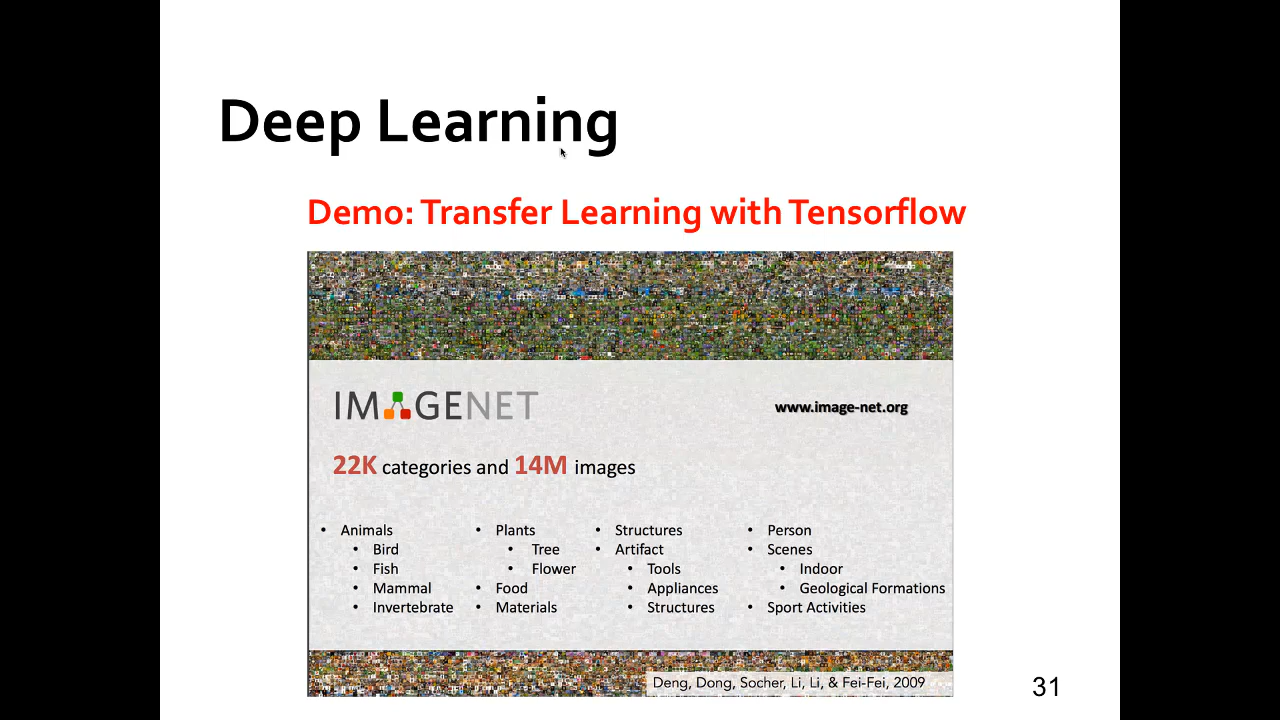 Deep Learning
Demo: Transfer Learning with Tensorflow
IMAGENET
www.image-net.org
22K categories and 14M images
• Animals
• Bird
• Fish
• Mammal
• Invertebrate
• Plants
• Tree
• Flower
• Food
• Materials
• Structures
• Artifact
• Tools
• Appliances
• Structures
• Person
• Scenes
• Indoor
• Geological Formations
• Sport Activities
Deng, Dong, Socher, Li, Li, & Fei-Fei, 2009
31